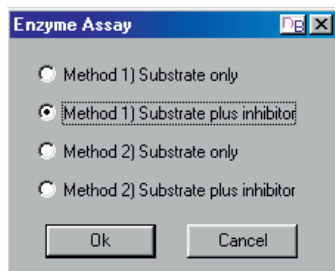 Enzyme Assay
Method 1) Substrate only
Method 1) Substrate plus inhibitor
Method 2) Substrate only
Method 2) Substrate plus inhibitor
Ok Cancel